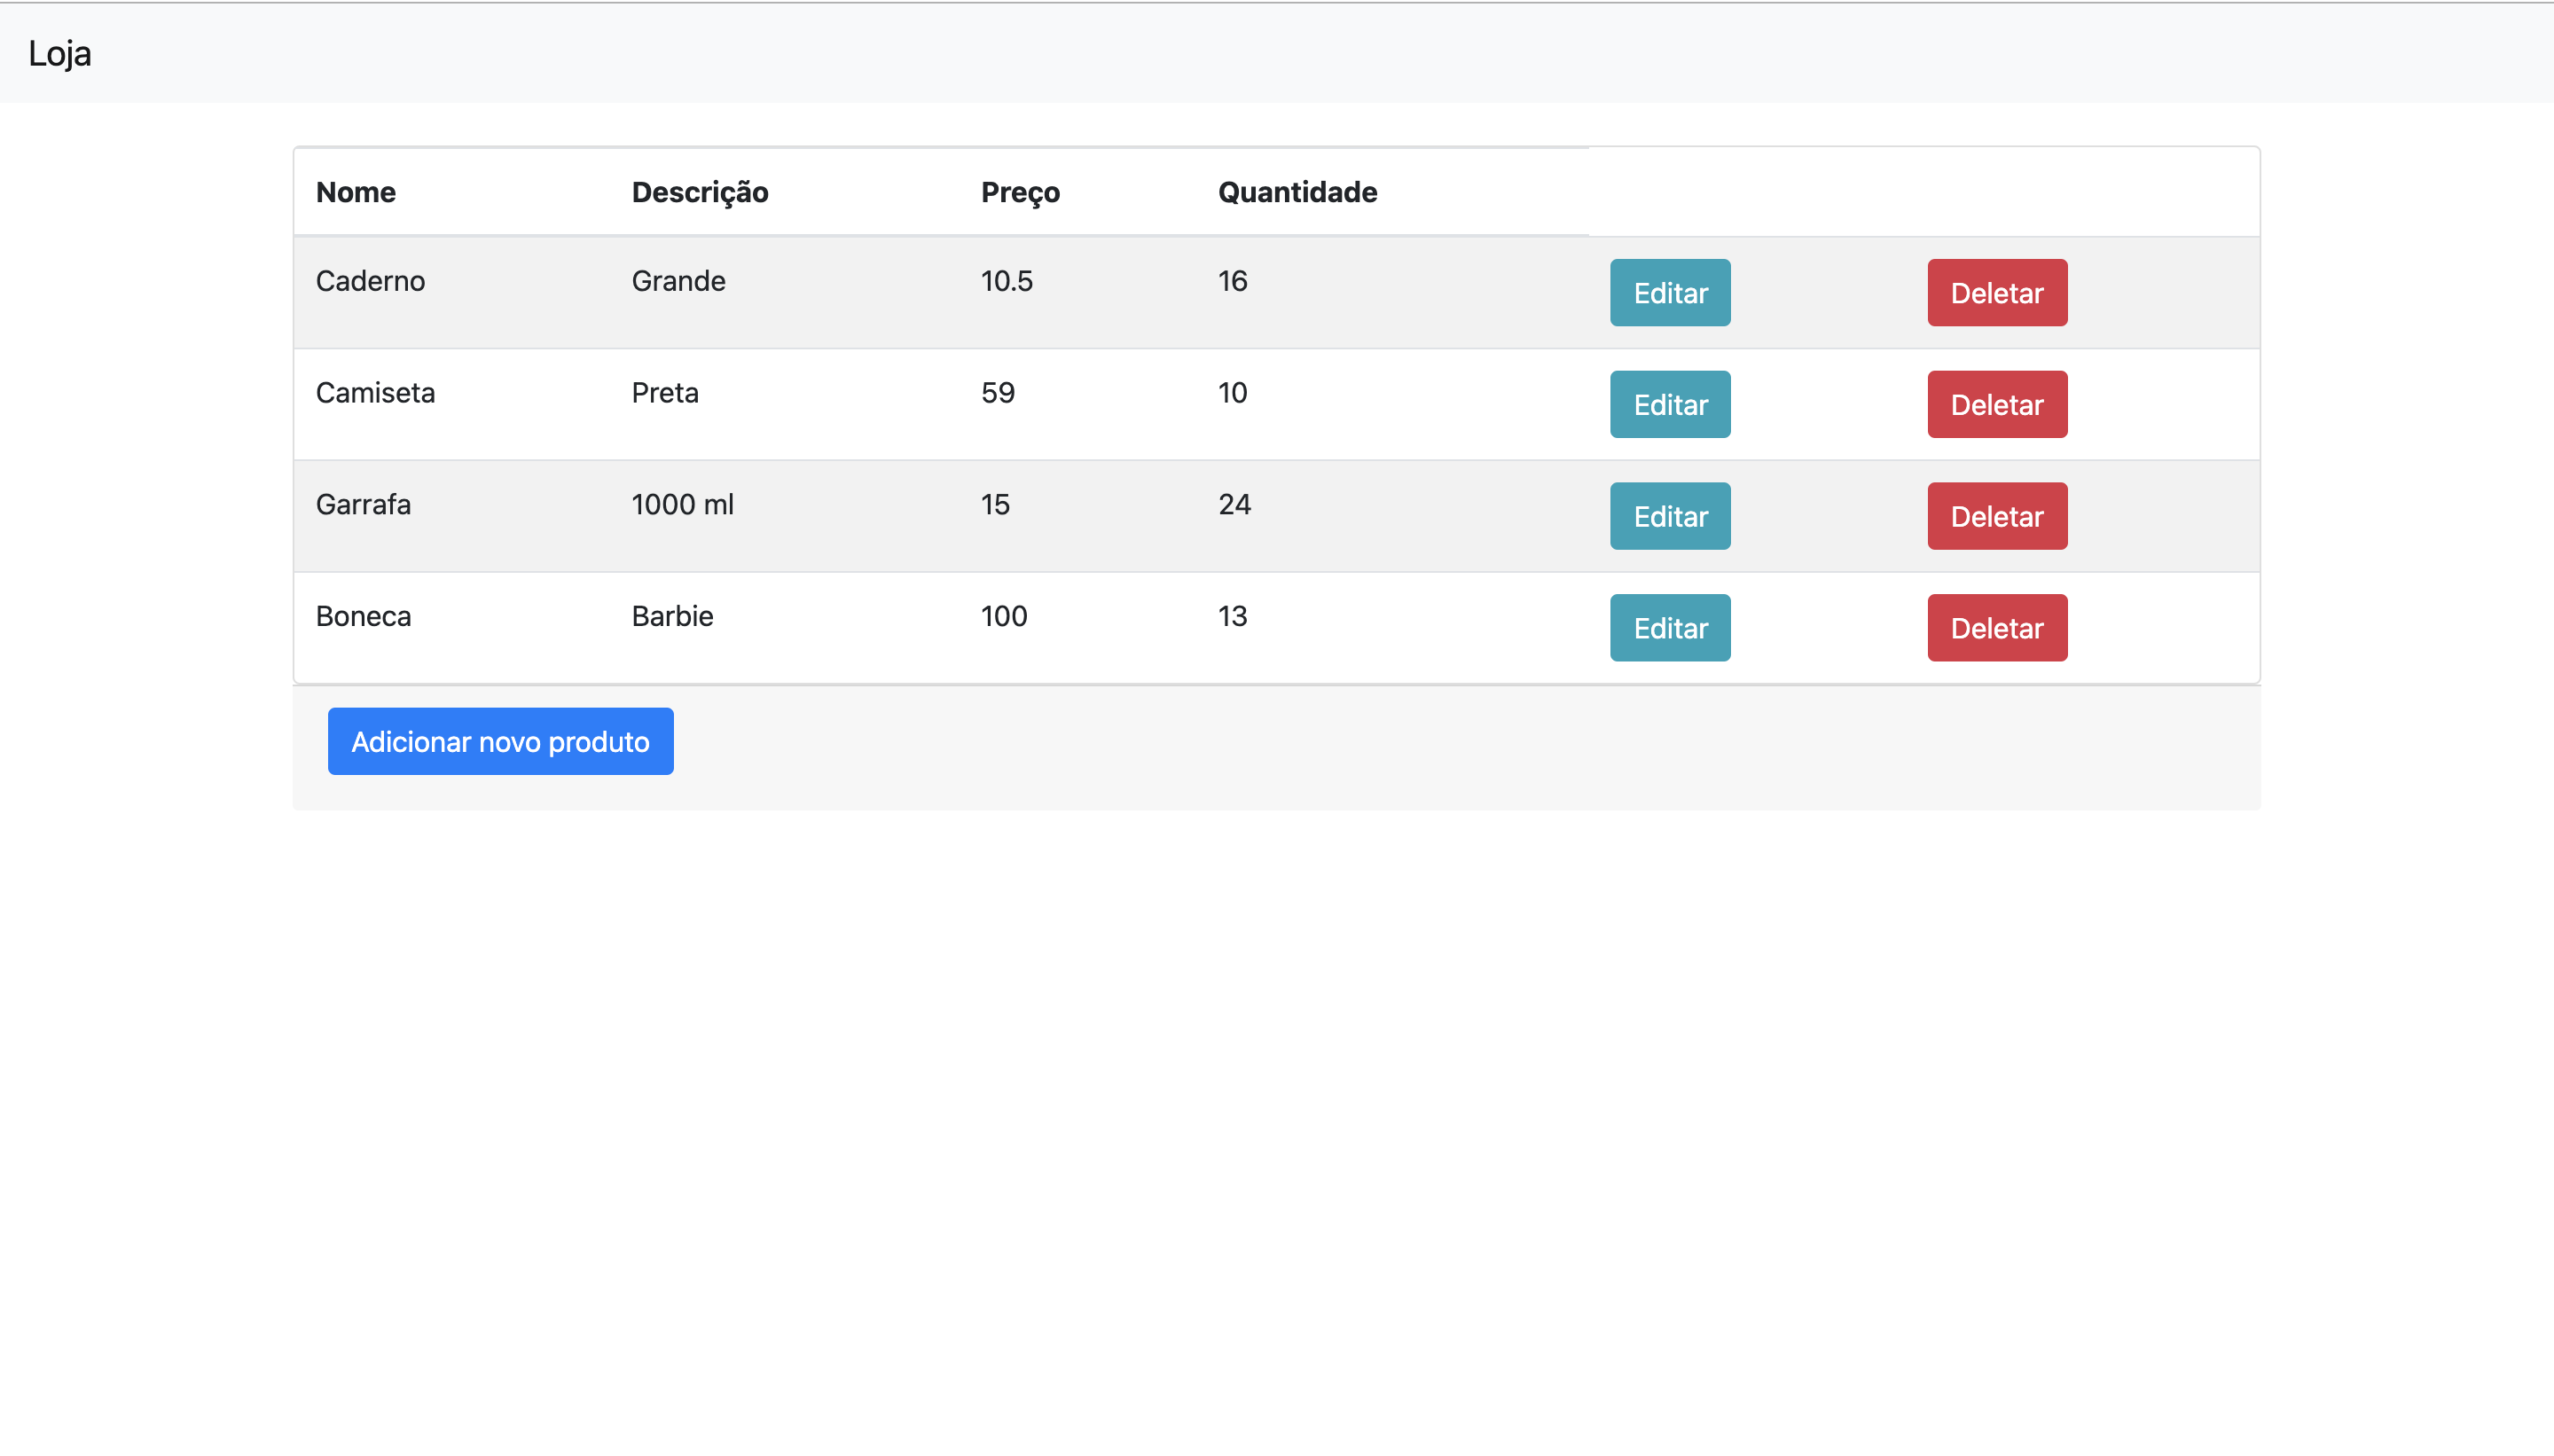 Loja
Nome Descrição Preço Quantidade
Caderno Grande 10.5 16 Editar Deletar
Camiseta Preta 59 10 Editar Deletar
Garrafa 1000 ml 15 24 Editar Deletar
Boneca Barbie 100 13 Editar Deletar
Adicionar novo produto